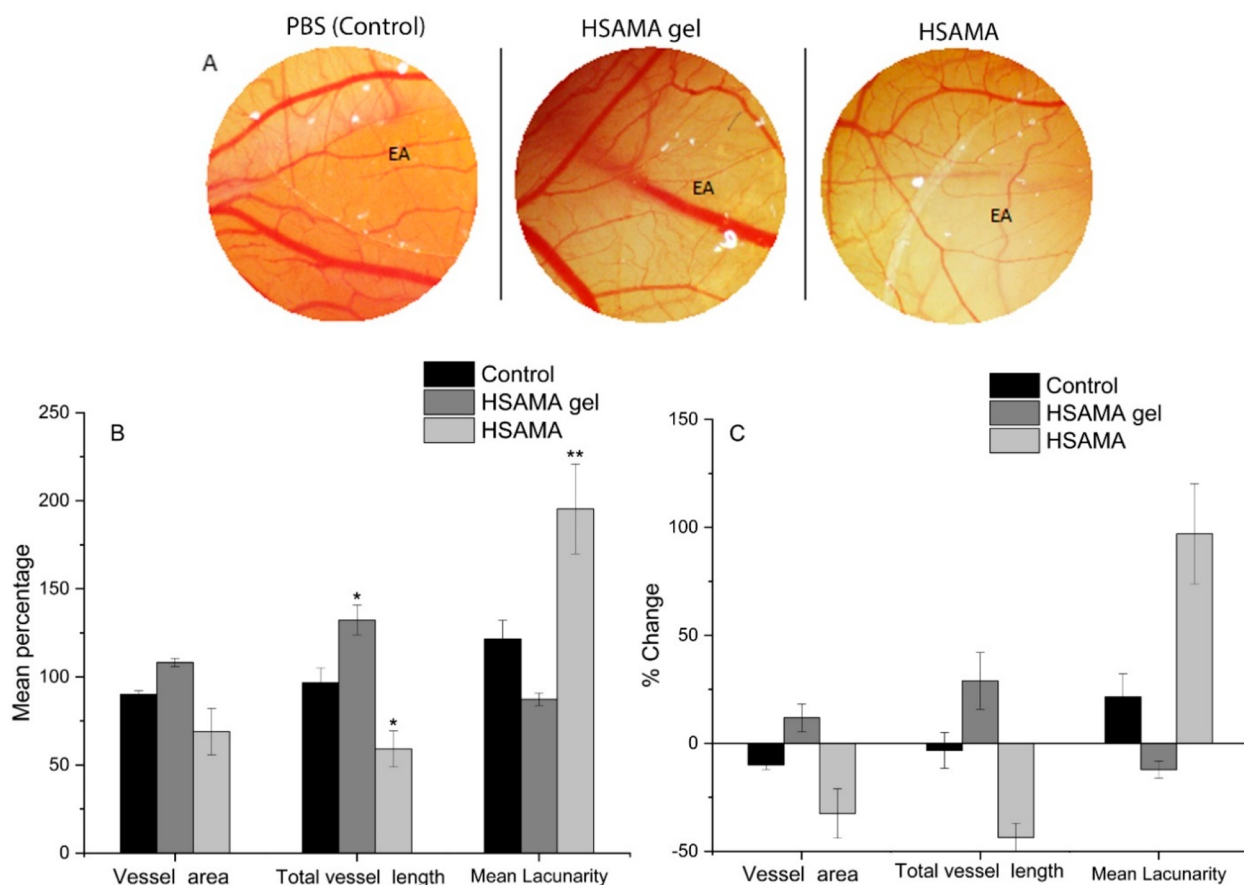 PBS (Control)
HSAMA gel
HSAMA
A
EA
EA
EA
Control
HSAMA gel
HSAMA
B
250
200
150
100
50
0
Mean percentage
*
*
**
Vessel area
Total vessel length
Mean Lacunarity
Control
HSAMA gel
HSAMA
C
150
100
50
0
-50
% Change
Vessel area
Total vessel length
Mean Lacunarity